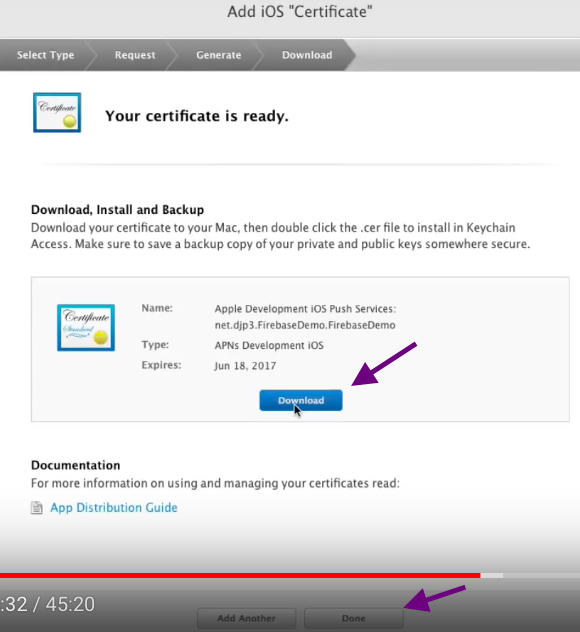 Add iOS "Certificate"
Select Type Request Generate Download
Certificate
Your certificate is ready.
Download, Install and Backup
Download your certificate to your Mac, then double click the .cer file to install in Keychain
Access. Make sure to save a backup copy of your private and public keys somewhere secure.
Certificate
Standard
Name: Apple Development iOS Push Services:
net.djp3.FirebaseDemo.FirebaseDemo
Type: APNs Development iOS
Expires: Jun 18, 2017
Download
Documentation
For more information on using and managing your certificates read:
App Distribution Guide
:32 / 45:20
Add Another Done